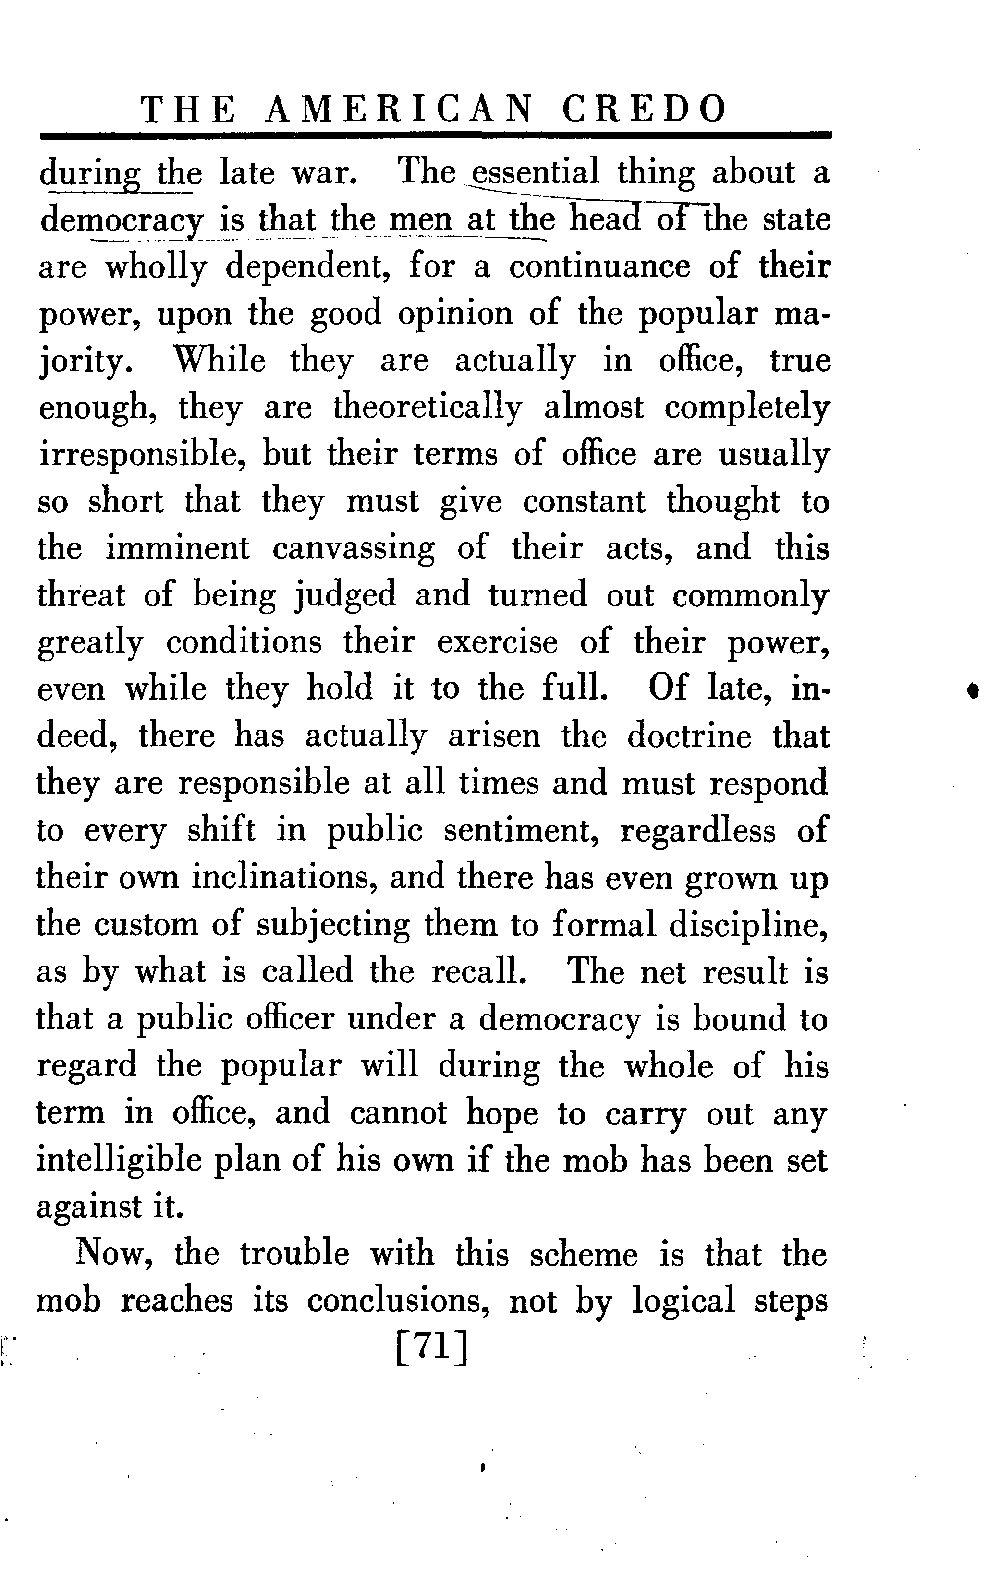 THE AMERICAN CREDO
during the late war. The essential thing about a
democracy is that the men at the head of the state
are wholly dependent, for a continuance of their
power, upon the good opinion of the popular ma-
jority. While they are actually in office, true
enough, they are theoretically almost completely
irresponsible, but their terms of office are usually
so short that they must give constant thought to
the imminent canvassing of their acts, and this
threat of being judged and turned out commonly
greatly conditions their exercise of their power,
even while they hold it to the full. Of late, in-
deed, there has actually arisen the doctrine that
they are responsible at all times and must respond
to every shift in public sentiment, regardless of
their own inclinations, and there has even grown up
the custom of subjecting them to formal discipline,
as by what is called the recall. The net result is
that a public officer under a democracy is bound to
regard the popular will during the whole of his
term in office, and cannot hope to carry out any
intelligible plan of his own if the mob has been set
against it.
Now, the trouble with this scheme is that the
mob reaches its conclusions, not by logical steps
[71]